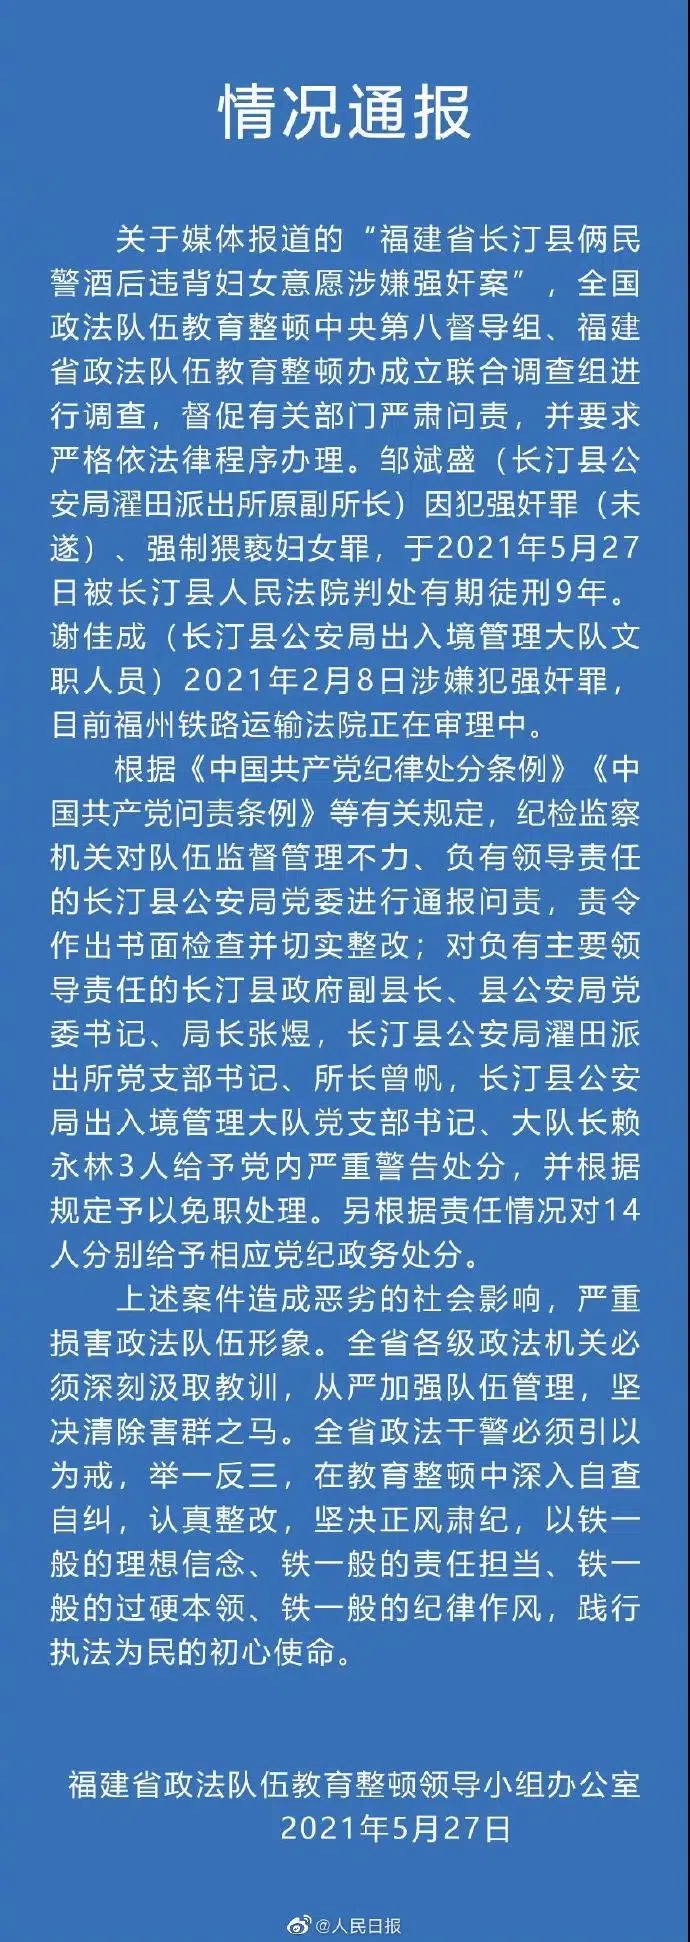 情况通报
关于媒体报道的“福建省长汀县俩民
警酒后违背妇女意愿涉嫌强奸案”，全国
政法队伍教育整顿中央第八督导组、福建
省政法队伍教育整顿办成立联合调查组进
行调查，督促有关部门严肃问责，并要求
严格依法律程序办理。邹斌盛（长汀县公
安局濯田派出所原副所长）因犯强奸罪（未
遂）、强制猥亵妇女罪，于2021年5月27
日被长汀县人民法院判处有期徒刑9年。
谢佳成（长汀县公安局出入境管理大队文
职人员）2021年2月8日涉嫌犯强奸罪，
目前福州铁路运输法院正在审理中。
根据《中国共产党纪律处分条例》《中
国共产党问责条例》等有关规定，纪检监察
机关对队伍监督管理不力、负有领导责任
的长汀县公安局党委进行通报问责，责令
作出书面检查并切实整改；对负有主要领
导责任的长汀县政府副县长、县公安局党
委书记、局长张煜，长汀县公安局濯田派
出所党支部书记、所长曾帆，长汀县公安
局出入境管理大队党支部书记、大队长赖
永林3人给予党内严重警告处分，并根据
规定予以免职处理。另根据责任情况对14
人分别给予相应党纪政务处分。
上述案件造成恶劣的社会影响，严重
损害政法队伍形象。全省各级政法机关必
须深刻汲取教训，从严加强队伍管理，坚
决清除害群之马。全省政法干警必须引以
为戒，举一反三，在教育整顿中深入自查
自纠，认真整改，坚决正风肃纪，以铁一
般的理想信念、铁一般的责任担当、铁一
般的过硬本领、铁一般的纪律作风，践行
执法为民的初心使命。
福建省政法队伍教育整顿领导小组办公室
2021年5月27日
@人民日报